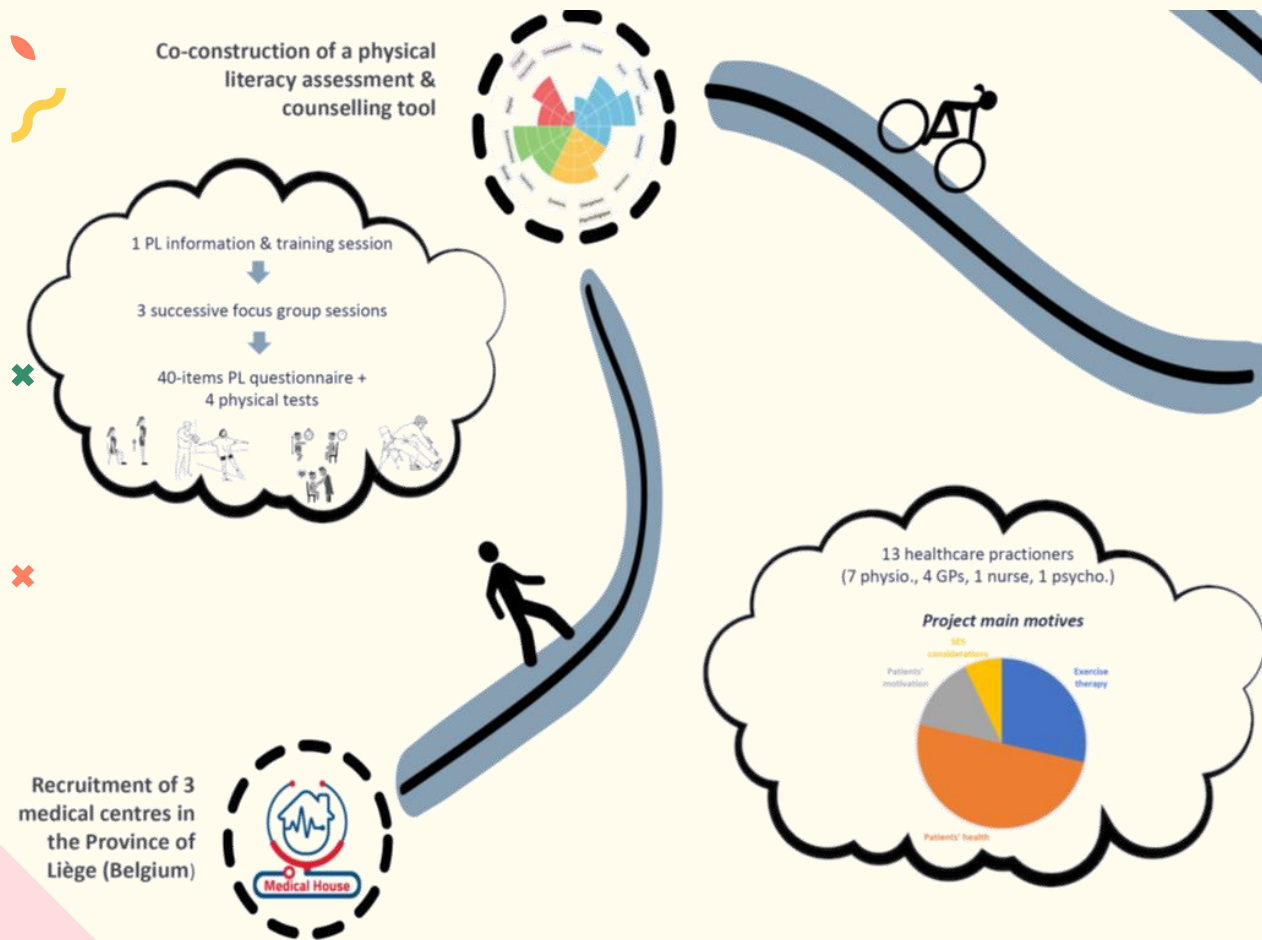 Co-construction of a physical
literacy assessment &
counselling tool
1 PL information & training session
3 successive focus group sessions
40-items PL questionnaire +
4 physical tests
13 healthcare practioners
(7 physio., 4 GPs, 1 nurse, 1 psycho.)
Project main motives
SES
considerations
Patients'
motivation
Exercise
therapy
Patients' health
Recruitment of 3
medical centres in
the Province of
Liège (Belgium)
Medical House